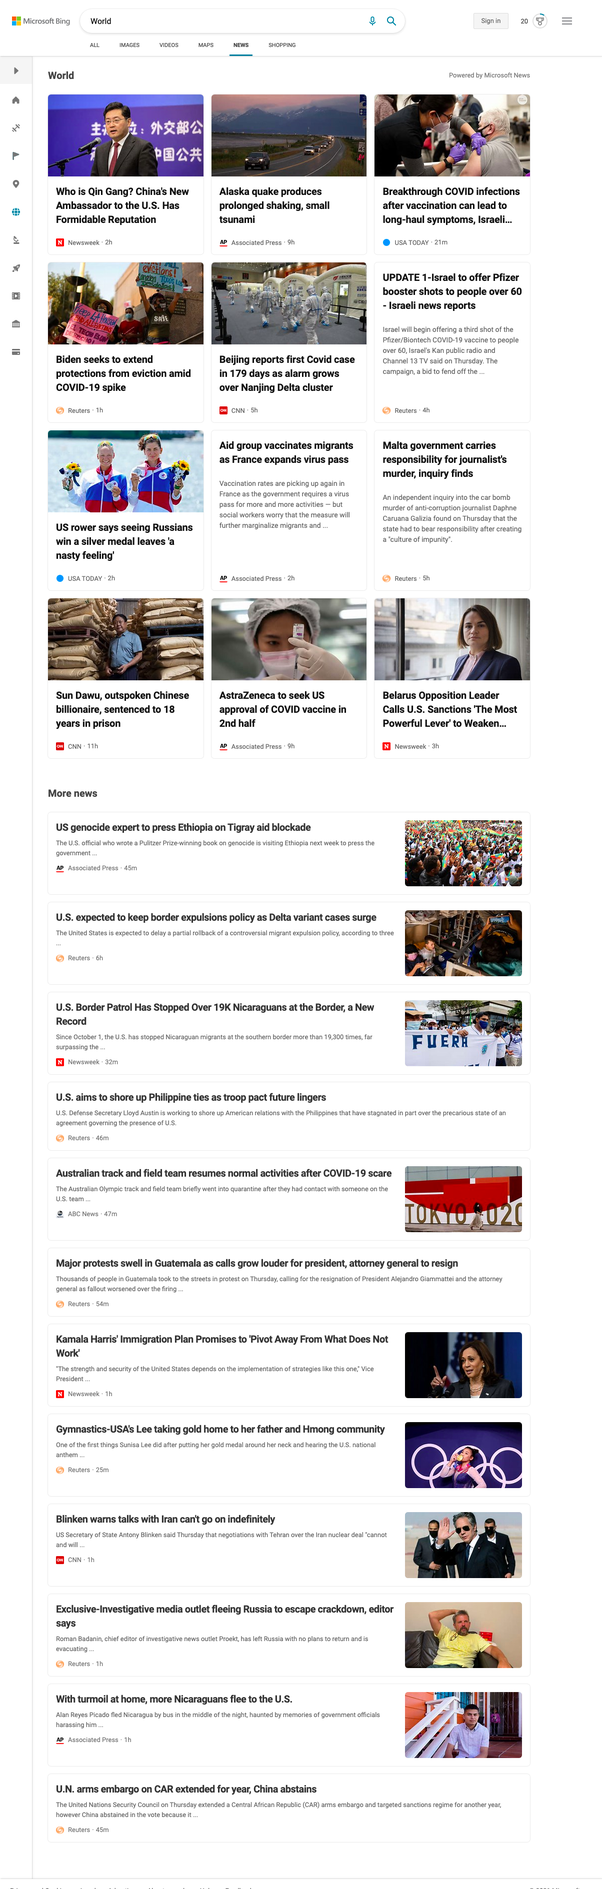 Microsoft Bing
World
Sign in
20
ALL
IMAGES
VIDEOS
MAPS
NEWS
SHOPPING
World
Powered by Microsoft News
Who is Qin Gang? China's New
Ambassador to the U.S. Has
Formidable Reputation
Newsweek · 2h
Alaska quake produces
prolonged shaking, small
tsunami
AP Associated Press · 9h
Breakthrough COVID infections
after vaccination can lead to
long-haul symptoms, Israeli...
USA TODAY · 21m
Biden seeks to extend
protections from eviction amid
COVID-19 spike
Reuters · 1h
Beijing reports first Covid case
in 179 days as alarm grows
over Nanjing Delta cluster
CNN · 5h
UPDATE 1-Israel to offer Pfizer
booster shots to people over 60
- Israeli news reports
Israel will begin offering a third shot of the
Pfizer/Biontech COVID-19 vaccine to people
over 60, Israel's Kan public radio and
Channel 13 TV said on Thursday. The
campaign, a bid to fend off the ...
Reuters · 4h
US rower says seeing Russians
win a silver medal leaves 'a
nasty feeling'
USA TODAY · 2h
Aid group vaccinates migrants
as France expands virus pass
Vaccination rates are picking up again in
France as the government requires a virus
pass for more and more activities — but
social workers worry that the measure will
further marginalize migrants and ...
AP Associated Press · 2h
Malta government carries
responsibility for journalist's
murder, inquiry finds
An independent inquiry into the car bomb
murder of anti-corruption journalist Daphne
Caruana Galizia found on Thursday that the
state had to bear responsibility after creating
a "culture of impunity".
Reuters · 5h
Sun Dawu, outspoken Chinese
billionaire, sentenced to 18
years in prison
CNN · 11h
AstraZeneca to seek US
approval of COVID vaccine in
2nd half
AP Associated Press · 9h
Belarus Opposition Leader
Calls U.S. Sanctions 'The Most
Powerful Lever' to Weaken...
Newsweek · 3h
More news
US genocide expert to press Ethiopia on Tigray aid blockade
The U.S. official who wrote a Pulitzer Prize-winning book on genocide is visiting Ethiopia next week to press the
government ...
AP Associated Press · 45m
U.S. expected to keep border expulsions policy as Delta variant cases surge
The United States is expected to delay a partial rollback of a controversial migrant expulsion policy, according to three
...
Reuters · 6h
U.S. Border Patrol Has Stopped Over 19K Nicaraguans at the Border, a New
Record
Since October 1, the U.S. has stopped Nicaraguan migrants at the southern border more than 19,300 times, far
surpassing the ...
Newsweek · 32m
FUERA
U.S. aims to shore up Philippine ties as troop pact future lingers
U.S. Defense Secretary Lloyd Austin is working to shore up American relations with the Philippines that have stagnated in part over the precarious state of an
agreement governing the presence of U.S.
Reuters · 46m
Australian track and field team resumes normal activities after COVID-19 scare
The Australian Olympic track and field team briefly went into quarantine after they had contact with someone on the
U.S. team ...
ABC News · 47m
TOKYO 2020
Major protests swell in Guatemala as calls grow louder for president, attorney general to resign
Thousands of people in Guatemala took to the streets in protest on Thursday, calling for the resignation of President Alejandro Giammattei and the attorney
general as fallout worsened over the firing ...
Reuters · 54m
Kamala Harris' Immigration Plan Promises to 'Pivot Away From What Does Not
Work'
"The strength and security of the United States depends on the implementation of strategies like this one," Vice
President ...
Newsweek · 1h
Gymnastics-USA's Lee taking gold home to her father and Hmong community
One of the first things Sunisa Lee did after putting her gold medal around her neck and hearing the U.S. national
anthem ...
Reuters · 25m
Blinken warns talks with Iran can't go on indefinitely
US Secretary of State Antony Blinken said Thursday that negotiations with Tehran over the Iran nuclear deal "cannot
and will ...
CNN · 1h
Exclusive-Investigative media outlet fleeing Russia to escape crackdown, editor
says
Roman Badanin, chief editor of investigative news outlet Proekt, has left Russia with no plans to return and is
evacuating ...
Reuters · 1h
With turmoil at home, more Nicaraguans flee to the U.S.
Alan Reyes Picado fled Nicaragua by bus in the middle of the night, haunted by memories of government officials
harassing him ...
AP Associated Press · 1h
U.N. arms embargo on CAR extended for year, China abstains
The United Nations Security Council on Thursday extended a Central African Republic (CAR) arms embargo and targeted sanctions regime for another year,
however China abstained in the vote because it ...
Reuters · 45m